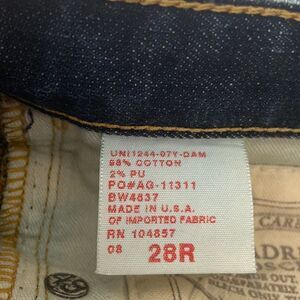 UNI1244-07Y-DAM
98% COTTON
2% PU
PO#AG-11311
BW4837
MADE IN U.S.A.
OF IMPORTED FABRIC
RN 104857
08 28R